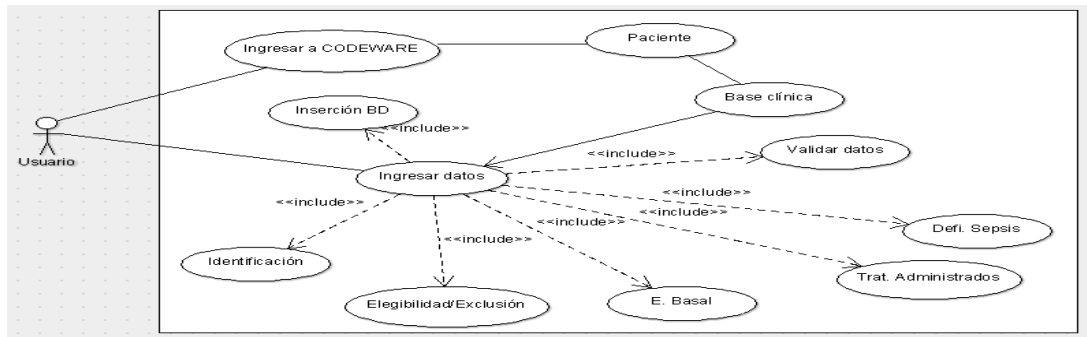 Paciente
Ingresar a CODEWARE
Base clínica
Inserción BD
<<include>>
Usuario
<<include>>
Validar datos
Ingresar datos
<<include>>
<<include>>
<<include>>
<<include>>
<<include>>
Defi. Sepsis
Identificación
Trat. Administrados
Elegibilidad/Exclusión
E. Basal